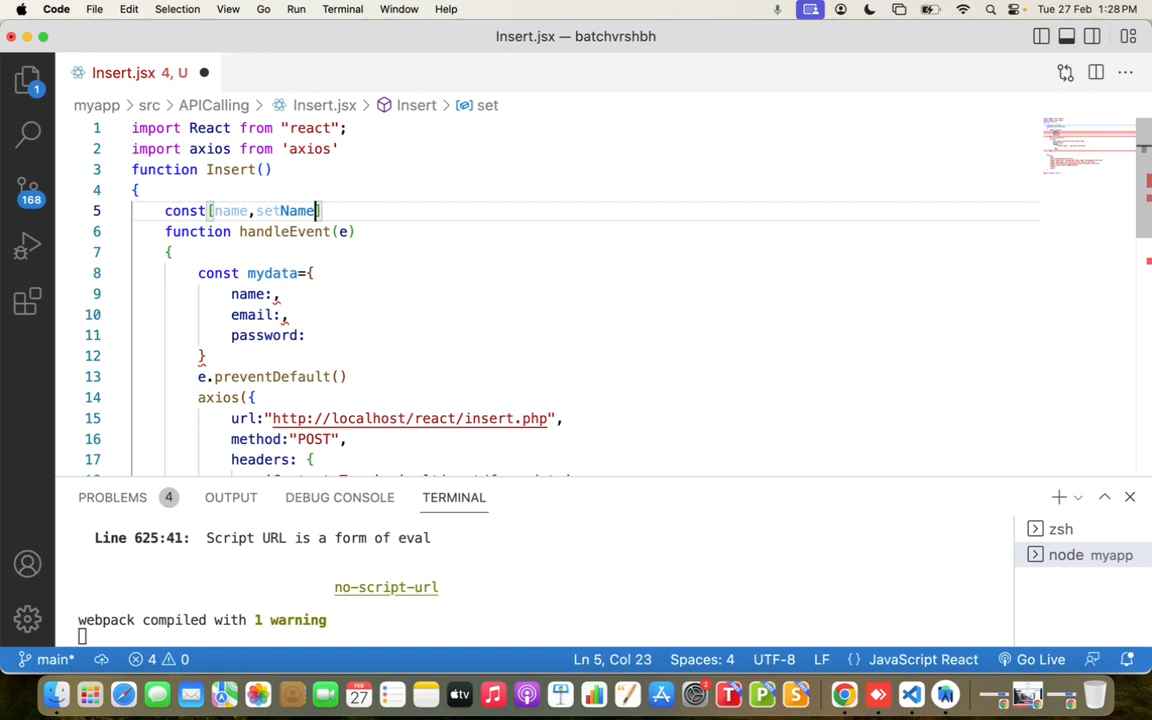 Code File Edit Selection View Go Run Terminal Window Help Tue 27 Feb 1:28 PM
Insert.jsx — batchvrshbh
Insert.jsx 4, U
myapp > src > APICalling > Insert.jsx > Insert > set
1 import React from "react";
2 import axios from 'axios'
3 function Insert()
4 {
5 const[name,setName]
6 function handleEvent(e)
7 {
8 const mydata={
9 name:,
10 email:,
11 password:
12 }
13 e.preventDefault()
14 axios({
15 url:"http://localhost/react/insert.php",
16 method:"POST",
17 headers: {
1
168
PROBLEMS 4 OUTPUT DEBUG CONSOLE TERMINAL
Line 625:41: Script URL is a form of eval
no-script-url
webpack compiled with 1 warning
zsh
node myapp
main* 4 0 Ln 5, Col 23 Spaces: 4 UTF-8 LF {} JavaScript React Go Live
FEB
27
tv
T P S